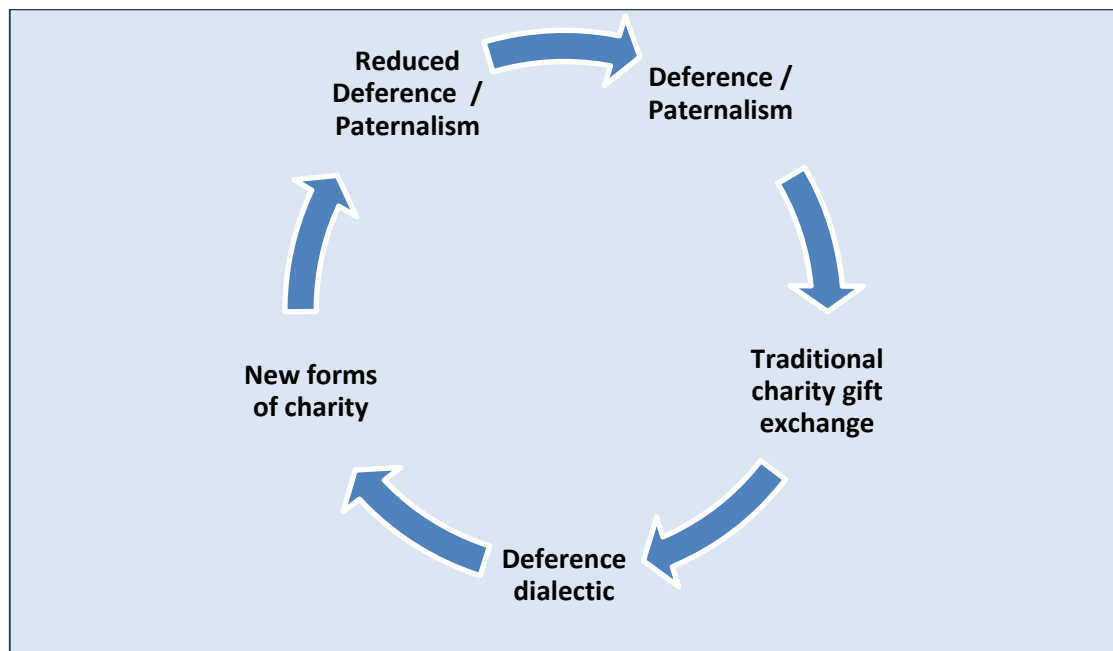 Reduced
Deference /
Paternalism
Deference /
Paternalism
Traditional
charity gift
exchange
Deference
dialectic
New forms
of charity